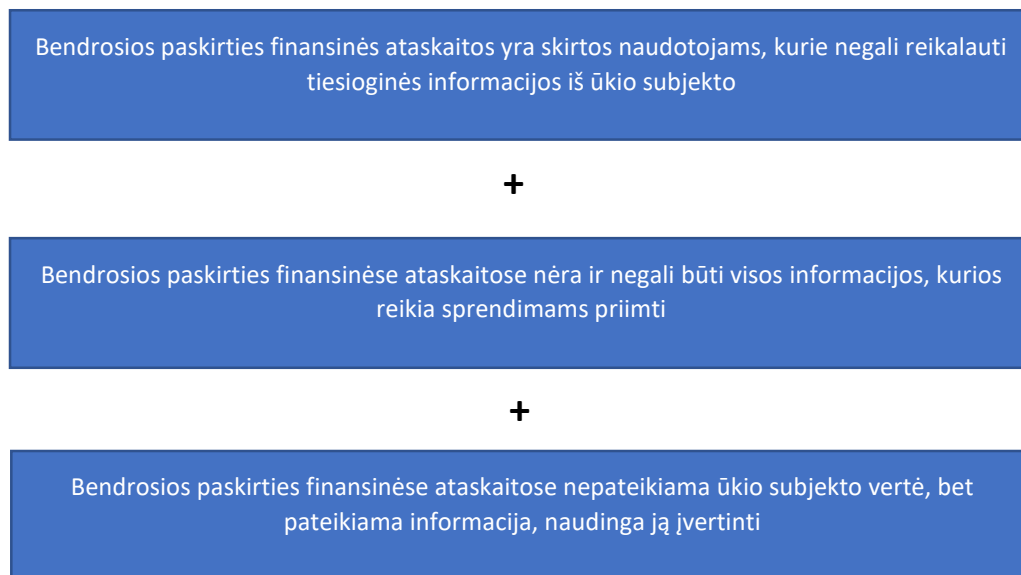 Bendrosios paskirties finansinės ataskaitos yra skirtos naudotojams, kurie negali reikalauti
tiesioginės informacijos iš ūkio subjekto
+
Bendrosios paskirties finansinėse ataskaitose nėra ir negali būti visos informacijos, kurios
reikia sprendimams priimti
+
Bendrosios paskirties finansinėse ataskaitose nepateikiama ūkio subjekto vertė, bet
pateikiama informacija, naudinga ją įvertinti